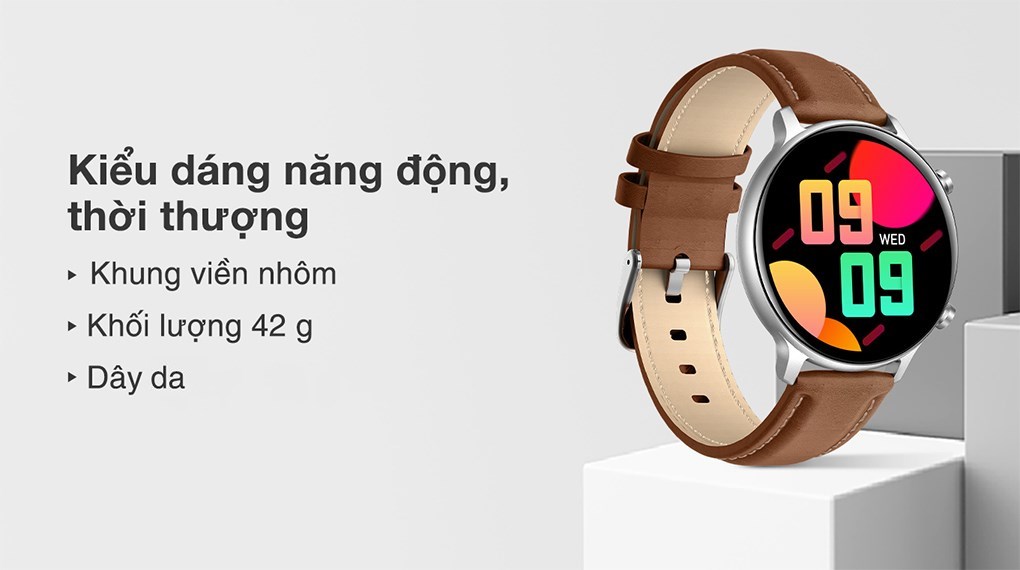 Kiểu dáng năng động,
thời thượng
▸ Khung viền nhôm
▸ Khối lượng 42 g
▸ Dây da
09
WED
09